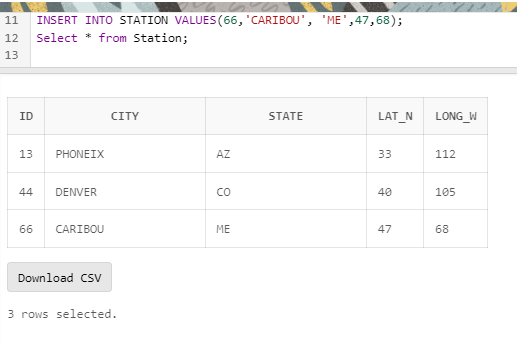 11 INSERT INTO STATION VALUES(66,'CARIBOU', 'ME',47,68);
12 Select * from Station;
13
ID CITY STATE LAT_N LONG_W
13 PHONEIX AZ 33 112
44 DENVER CO 40 105
66 CARIBOU ME 47 68
Download CSV
3 rows selected.